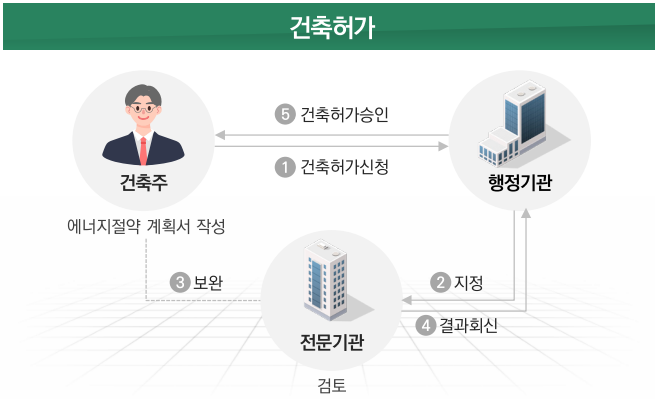 건축허가
5 건축허가승인
1 건축허가신청
건축주
행정기관
에너지절약 계획서 작성
3 보완
2 지정
4 결과회신
전문기관
검토